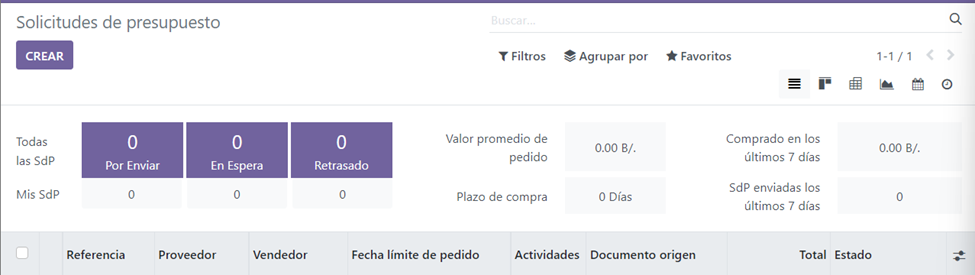 Solicitudes de presupuesto
Buscar...
CREAR
Filtros Agrupar por Favoritos 1-1 / 1
Todas las SdP
0 Por Enviar
0 En Espera
0 Retrasado
Valor promedio de pedido
0.00 B/.
Comprado en los últimos 7 días
0.00 B/.
Mis SdP 0 0 0
Plazo de compra 0 Días
SdP enviadas los últimos 7 días
0
Referencia Proveedor Vendedor Fecha límite de pedido Actividades Documento origen Total Estado